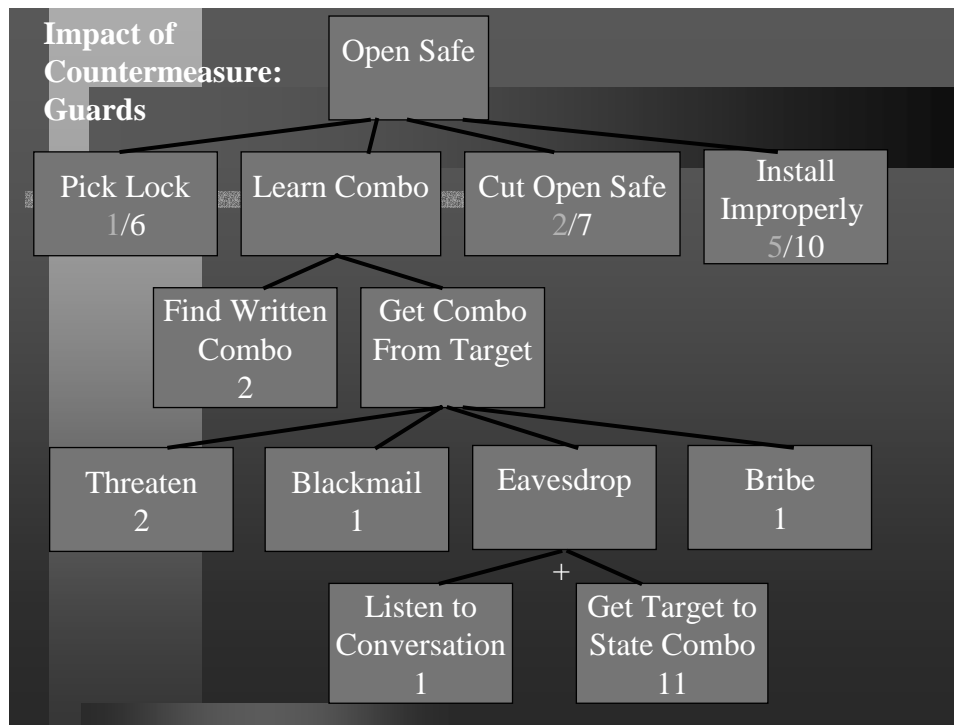 Impact of
Countermeasure:
Guards
Open Safe
Pick Lock
1/6
Learn Combo
Cut Open Safe
2/7
Install
Improperly
5/10
Find Written
Combo
2
Get Combo
From Target
Threaten
2
Blackmail
1
Eavesdrop
Bribe
1
+
Listen to
Conversation
1
Get Target to
State Combo
11